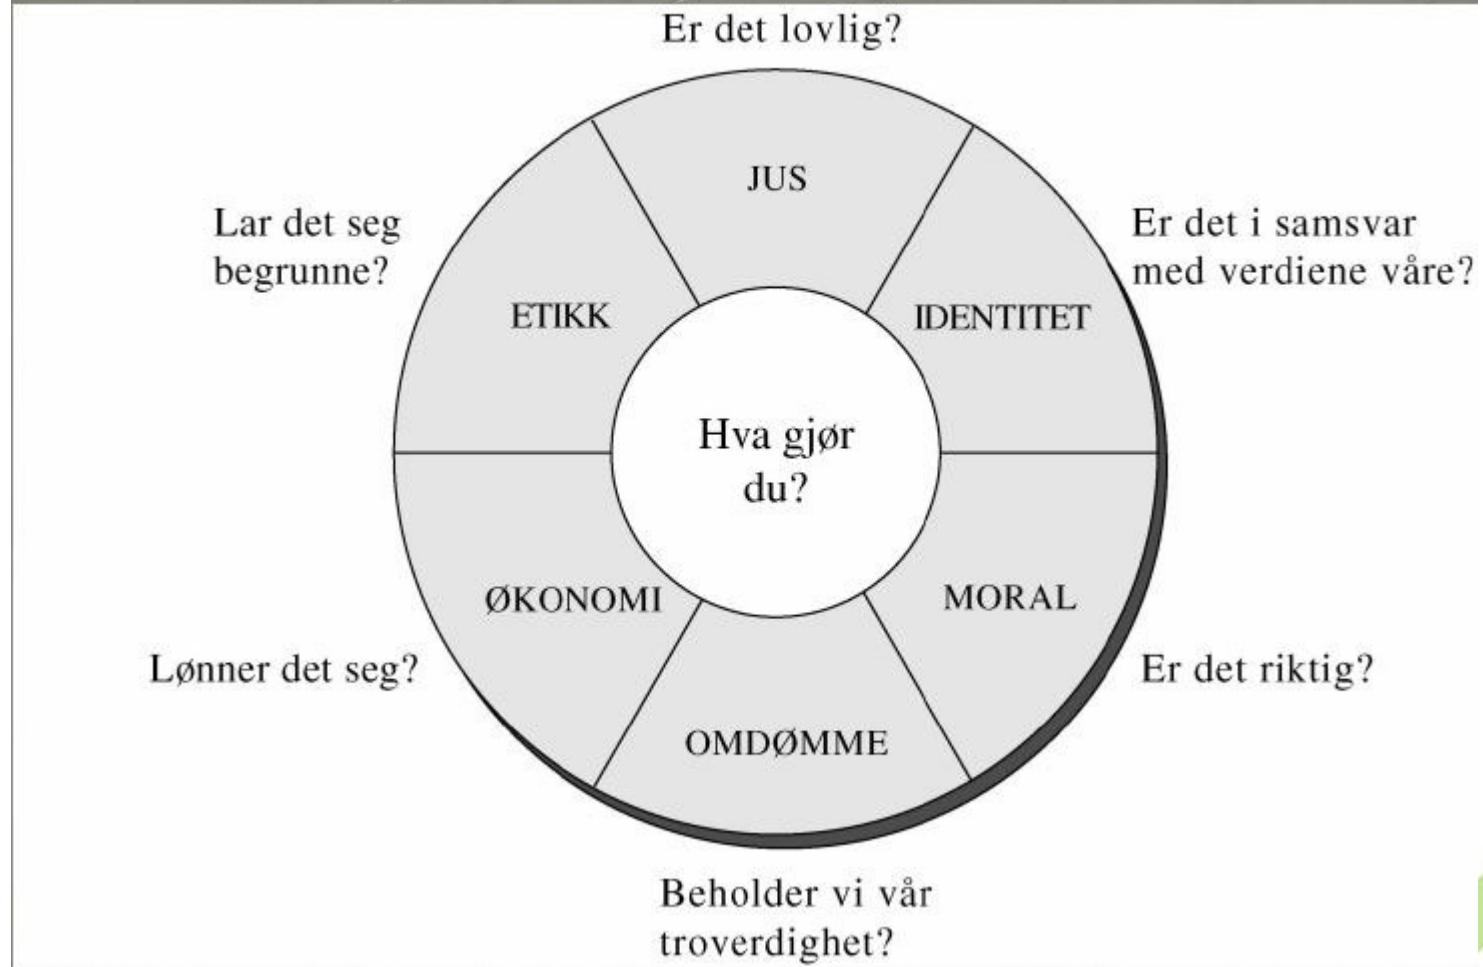 Er det lovlig?
JUS
Lar det seg
begrunne?
Er det i samsvar
med verdiene våre?
ETIKK
IDENTITET
Hva gjør
du?
ØKONOMI
MORAL
Lønner det seg?
Er det riktig?
OMDØMME
Beholder vi vår
troverdighet?